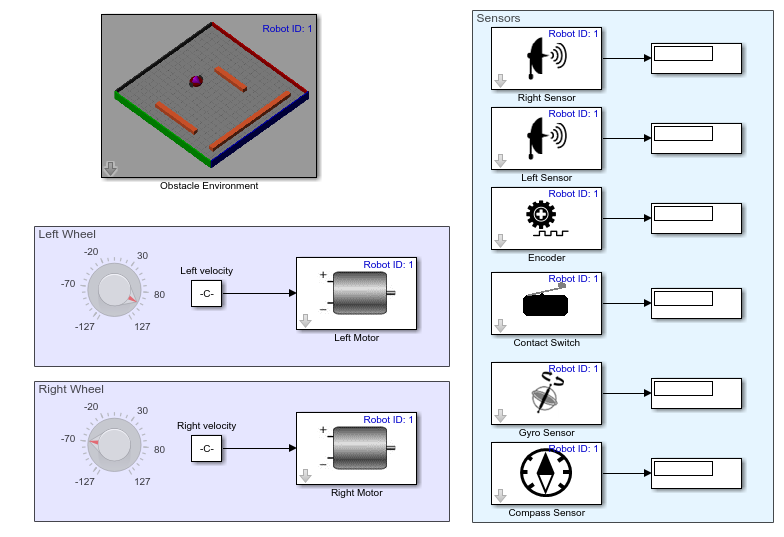 Robot ID: 1
Obstacle Environment
Left Wheel
-20
30
-70
80
-127
127
Left velocity
-C-
Robot ID: 1
+
−
Left Motor
Right Wheel
-20
30
-70
80
-127
127
Right velocity
-C-
Robot ID: 1
+
−
Right Motor
Sensors
Robot ID: 1
Right Sensor
Robot ID: 1
Left Sensor
Robot ID: 1
Encoder
Robot ID: 1
Contact Switch
Robot ID: 1
Gyro Sensor
Robot ID: 1
Compass Sensor